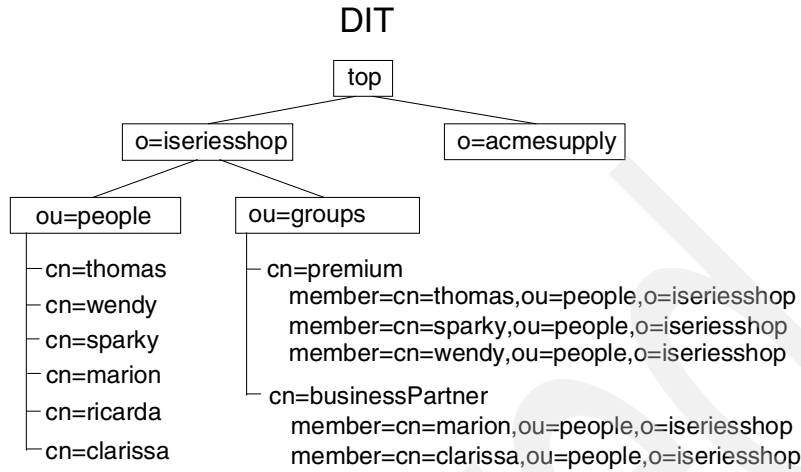 DIT
top
o=iseriesshop
o=acmesupply
ou=people
ou=groups
cn=thomas
cn=wendy
cn=sparky
cn=marion
cn=ricarda
cn=clarissa
cn=premium
member=cn=thomas,ou=people,o=iseriesshop
member=cn=sparky,ou=people,o=iseriesshop
member=cn=wendy,ou=people,o=iseriesshop
cn=businessPartner
member=cn=marion,ou=people,o=iseriesshop
member=cn=clarissa,ou=people,o=iseriesshop